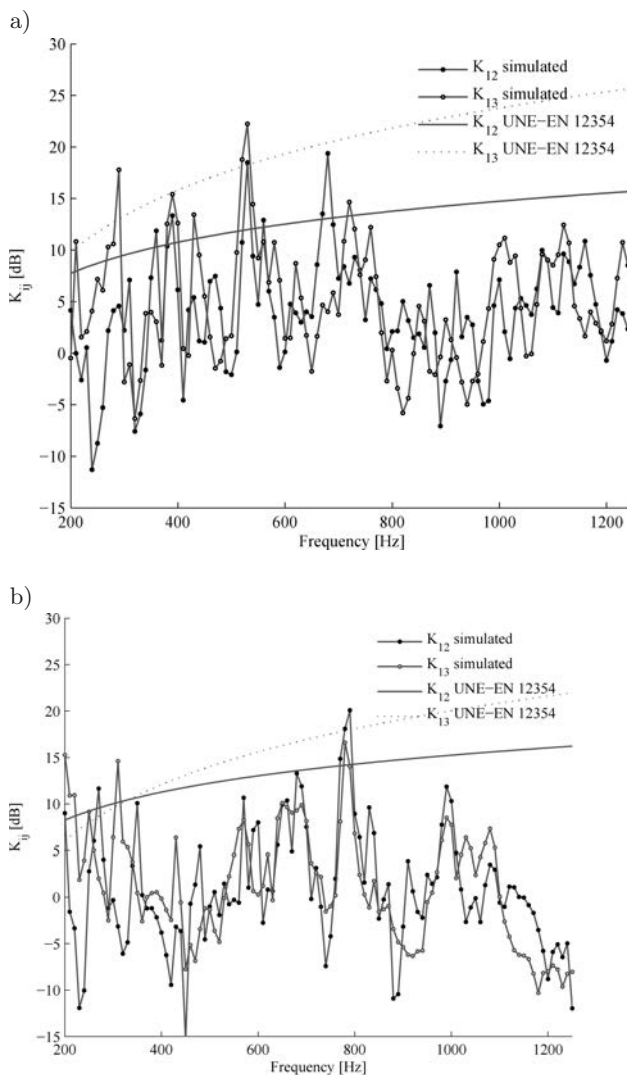 a)
30
25
20
15
10
5
0
−5
−10
−15
K_ij [dB]
K_12 simulated
K_13 simulated
K_12 UNE−EN 12354
K_13 UNE−EN 12354
200 400 600 800 1000 1200
Frequency [Hz]
b)
30
25
20
15
10
5
0
−5
−10
−15
K_ij [dB]
K_12 simulated
K_13 simulated
K_12 UNE−EN 12354
K_13 UNE−EN 12354
200 400 600 800 1000 1200
Frequency [Hz]